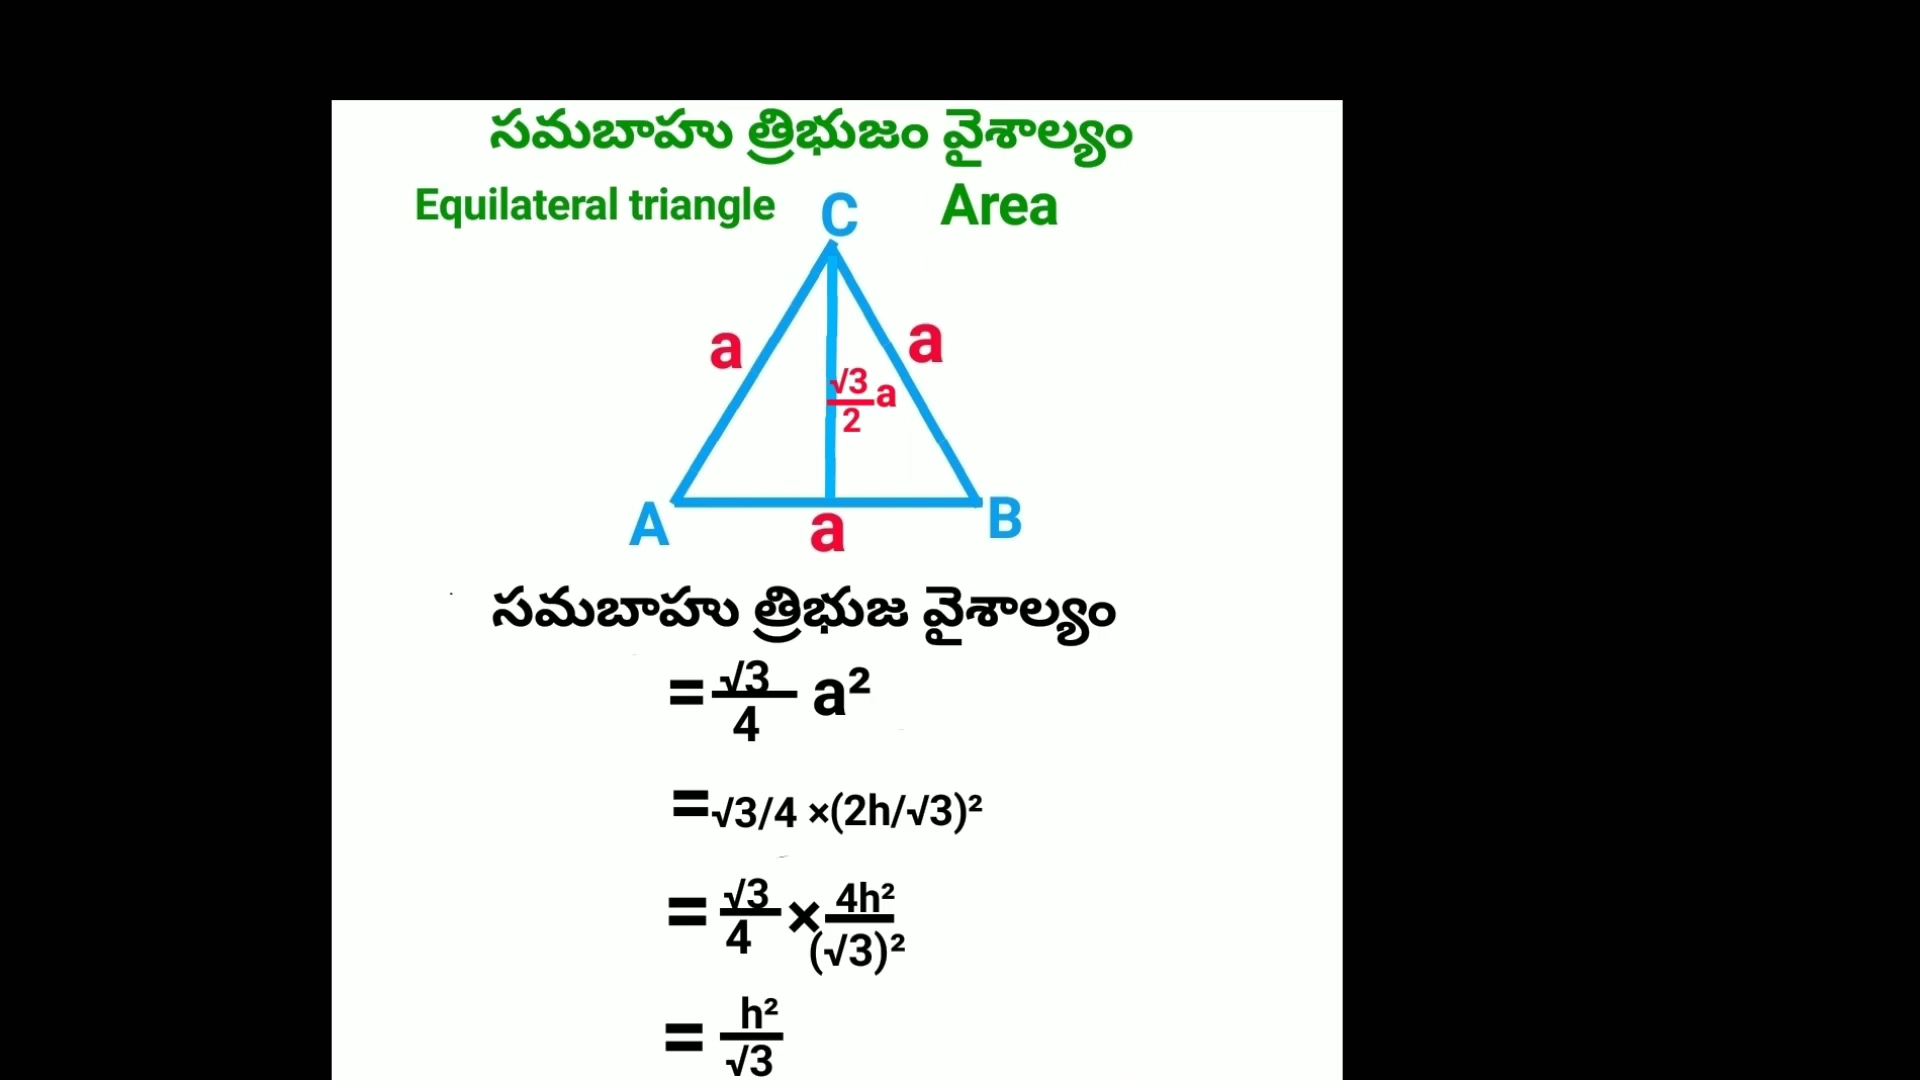 సమబాహు త్రిభుజం వైశాల్యం
Equilateral triangle Area
C
a a
√3/2 a
A a B
సమబాహు త్రిభుజ వైశాల్యం
= √3/4 a²
= √3/4 ×(2h/√3)²
= √3/4 × 4h²/(√3)²
= h²/√3